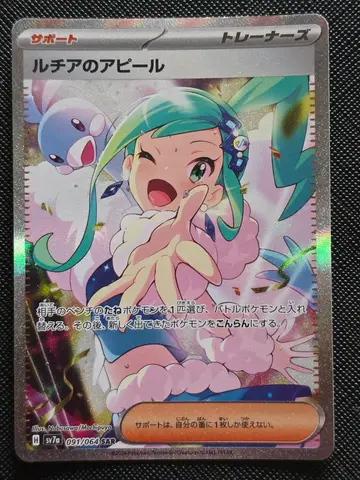 サポート
トレーナーズ
ルチアのアピール
相手のベンチのたねポケモンを1匹選び、バトルポケモンと入れ
替える。その後、新しく出てきたポケモンをこんらんにする。
サポートは、自分の番に1枚しか使えない。
Illus.
H sv7a 091/064 SAR